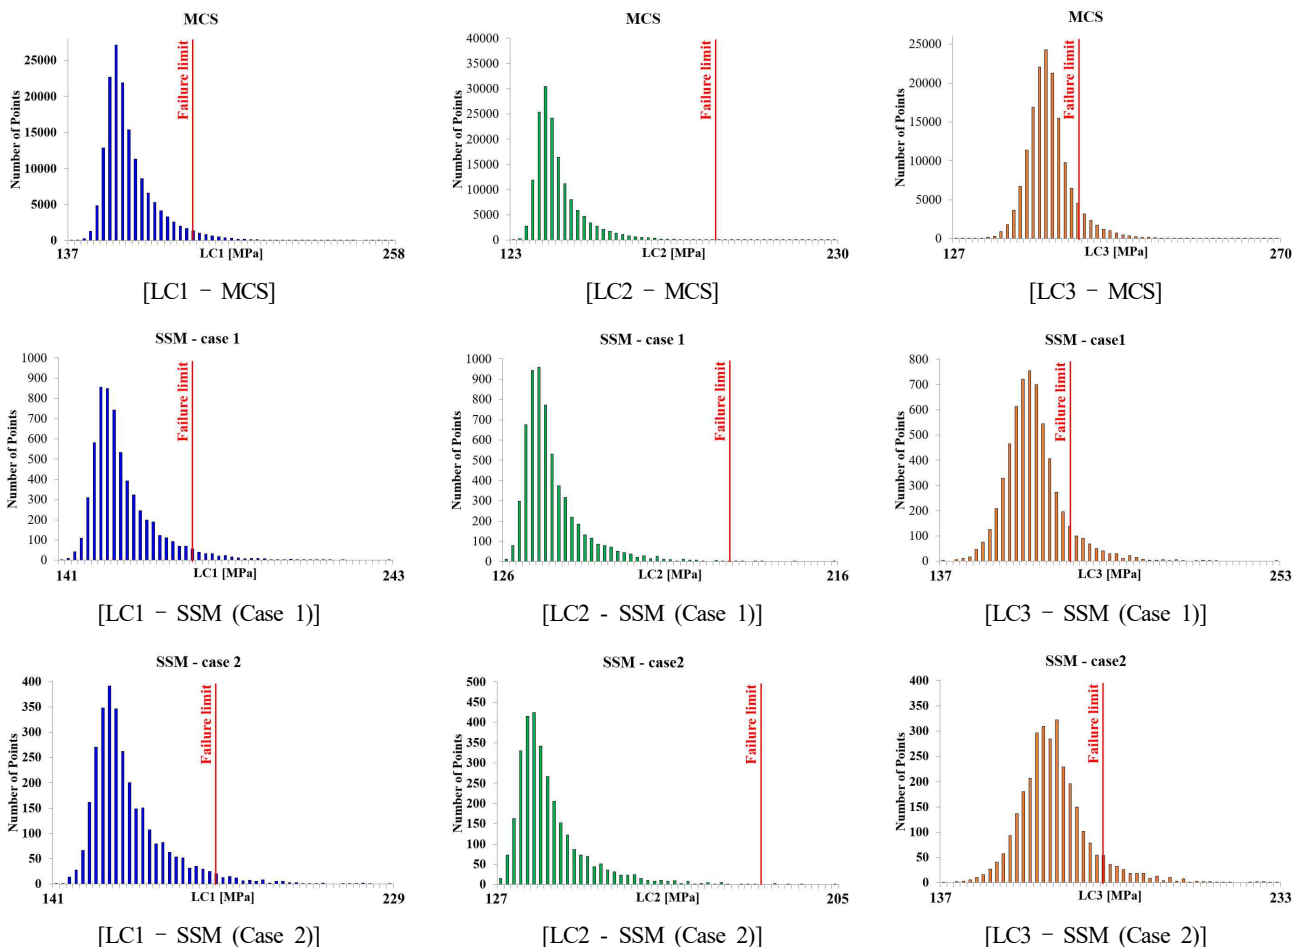 MCS
Number of Points
25000
20000
15000
10000
5000
0
Failure limit
137
LC1 [MPa]
258
[LC1 − MCS]
MCS
Number of Points
40000
35000
30000
25000
20000
15000
10000
5000
0
Failure limit
123
LC2 [MPa]
230
[LC2 − MCS]
MCS
Number of Points
25000
20000
15000
10000
5000
0
Failure limit
127
LC3 [MPa]
270
[LC3 − MCS]
SSM - case 1
Number of Points
1000
900
800
700
600
500
400
300
200
100
0
Failure limit
141
LC1 [MPa]
243
[LC1 − SSM (Case 1)]
SSM - case 1
Number of Points
1000
900
800
700
600
500
400
300
200
100
0
Failure limit
126
LC2 [MPa]
216
[LC2 - SSM (Case 1)]
SSM - case1
Number of Points
800
700
600
500
400
300
200
100
0
Failure limit
137
LC3 [MPa]
253
[LC3 − SSM (Case 1)]
SSM - case 2
Number of Points
400
350
300
250
200
150
100
50
0
Failure limit
141
LC1 [MPa]
229
[LC1 − SSM (Case 2)]
SSM - case2
Number of Points
500
450
400
350
300
250
200
150
100
50
0
Failure limit
127
LC2 [MPa]
205
[LC2 - SSM (Case 2)]
SSM - case2
Number of Points
400
350
300
250
200
150
100
50
0
Failure limit
137
LC3 [MPa]
233
[LC3 − SSM (Case 2)]